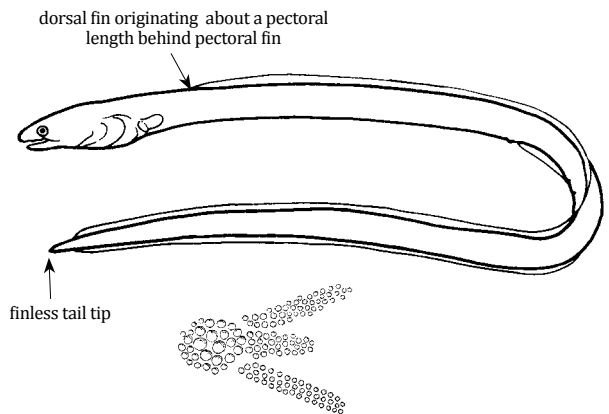 dorsal fin originating about a pectoral
length behind pectoral fin
finless tail tip